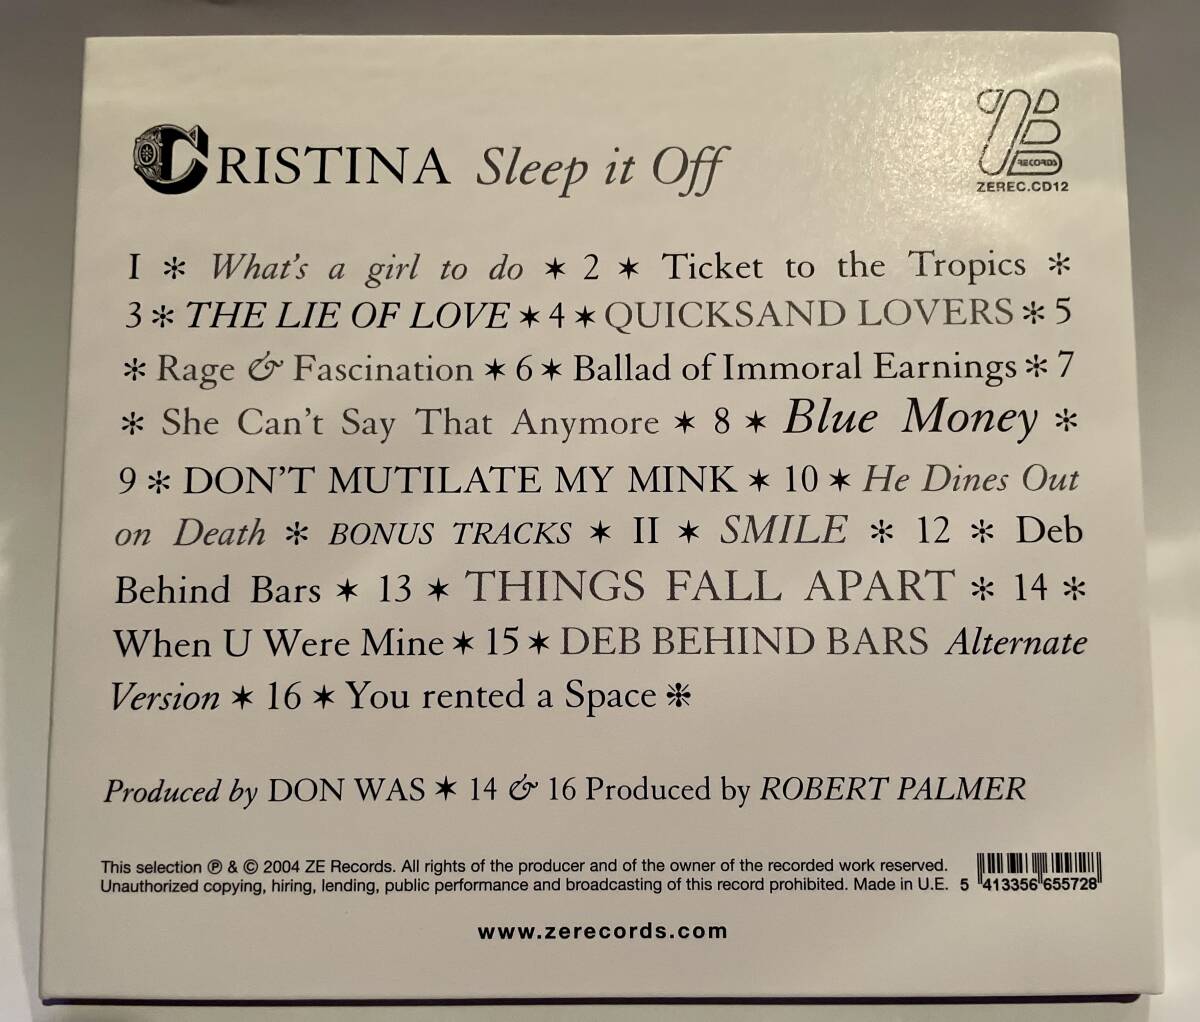 CRISTINA Sleep it Off
RECORDS
ZEREC.CD12
I * What's a girl to do * 2 * Ticket to the Tropics *
3 * THE LIE OF LOVE * 4 * QUICKSAND LOVERS * 5
* Rage & Fascination * 6 * Ballad of Immoral Earnings * 7
* She Can't Say That Anymore * 8 * Blue Money *
9 * DON'T MUTILATE MY MINK * 10 * He Dines Out
on Death * BONUS TRACKS * II * SMILE * 12 * Deb
Behind Bars * 13 * THINGS FALL APART * 14 *
When U Were Mine * 15 * DEB BEHIND BARS Alternate
Version * 16 * You rented a Space *
Produced by DON WAS * 14 & 16 Produced by ROBERT PALMER
This selection ℗ & © 2004 ZE Records. All rights of the producer and of the owner of the recorded work reserved.
Unauthorized copying, hiring, lending, public performance and broadcasting of this record prohibited. Made in U.E.
5 413356 655728
www.zerecords.com